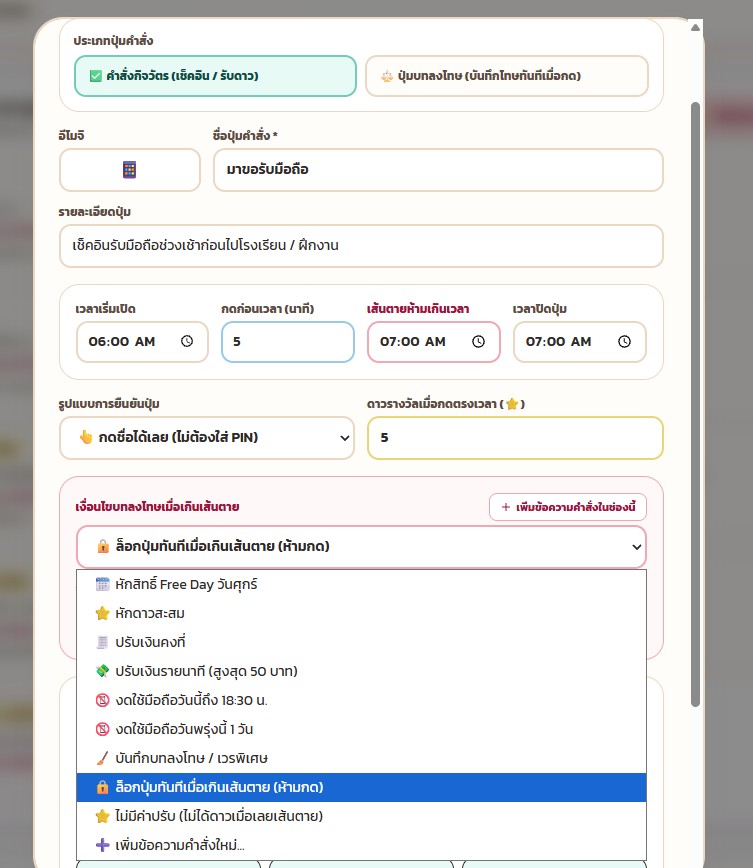 ประเภทปุ่มคำสั่ง
✅ คำสั่งกิจวัตร (เช็คอิน / รับดาว)
⚖️ ปุ่มบทลงโทษ (บันทึกโทษทันทีเมื่อกด)
อีโมจิ
ชื่อปุ่มคำสั่ง *
มาขอรับมือถือ
รายละเอียดปุ่ม
เช็คอินรับมือถือช่วงเช้าก่อนไปโรงเรียน / ฝึกงาน
เวลาเริ่มเปิด
กดก่อนเวลา (นาที)
เส้นตายห้ามเกินเวลา
เวลาปิดปุ่ม
06:00 AM
5
07:00 AM
07:00 AM
รูปแบบการยืนยันปุ่ม
ดาวรางวัลเมื่อกดตรงเวลา (⭐)
👆 กดชื่อได้เลย (ไม่ต้องใส่ PIN)
5
เงื่อนไขบทลงโทษเมื่อเกินเส้นตาย
+ เพิ่มข้อความคำสั่งในช่องนี้
🔒 ล็อกปุ่มทันทีเมื่อเกินเส้นตาย (ห้ามกด)
📅 หักสิทธิ์ Free Day วันศุกร์
⭐ หักดาวสะสม
🧾 ปรับเงินคงที่
💸 ปรับเงินรายนาที (สูงสุด 50 บาท)
📵 งดใช้มือถือวันนี้ถึง 18:30 น.
📵 งดใช้มือถือวันพรุ่งนี้ 1 วัน
🧹 บันทึกบทลงโทษ / เวรพิเศษ
🔒 ล็อกปุ่มทันทีเมื่อเกินเส้นตาย (ห้ามกด)
⭐ ไม่มีค่าปรับ (ไม่ได้ดาวเมื่อเลยเส้นตาย)
➕ เพิ่มข้อความคำสั่งใหม่...